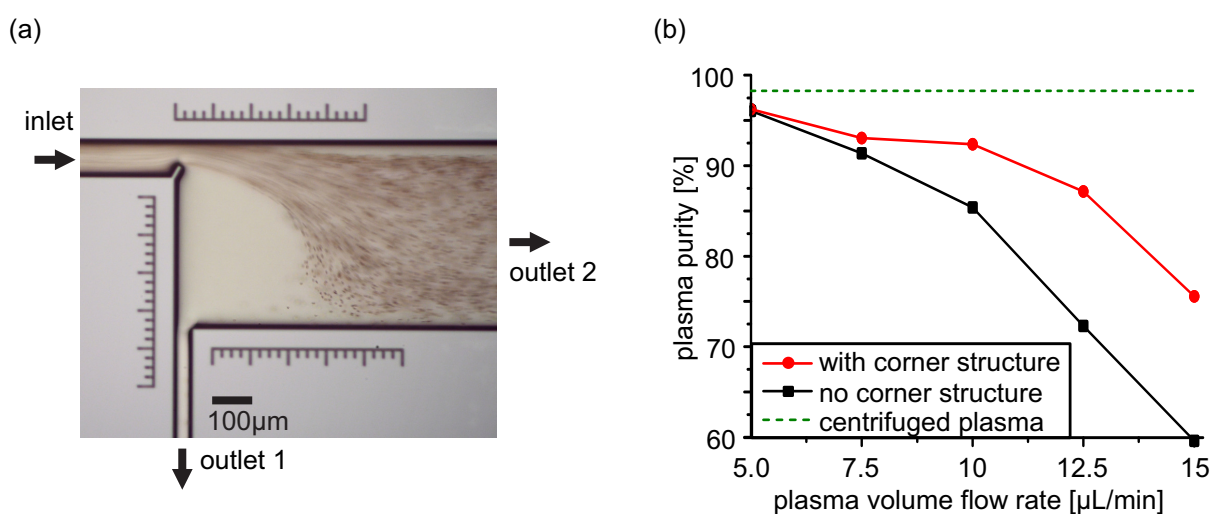 (a)
inlet
outlet 2
100µm
outlet 1
(b)
plasma purity [%]
100
90
80
70
60
with corner structure
no corner structure
centrifuged plasma
5.0 7.5 10 12.5 15
plasma volume flow rate [µL/min]